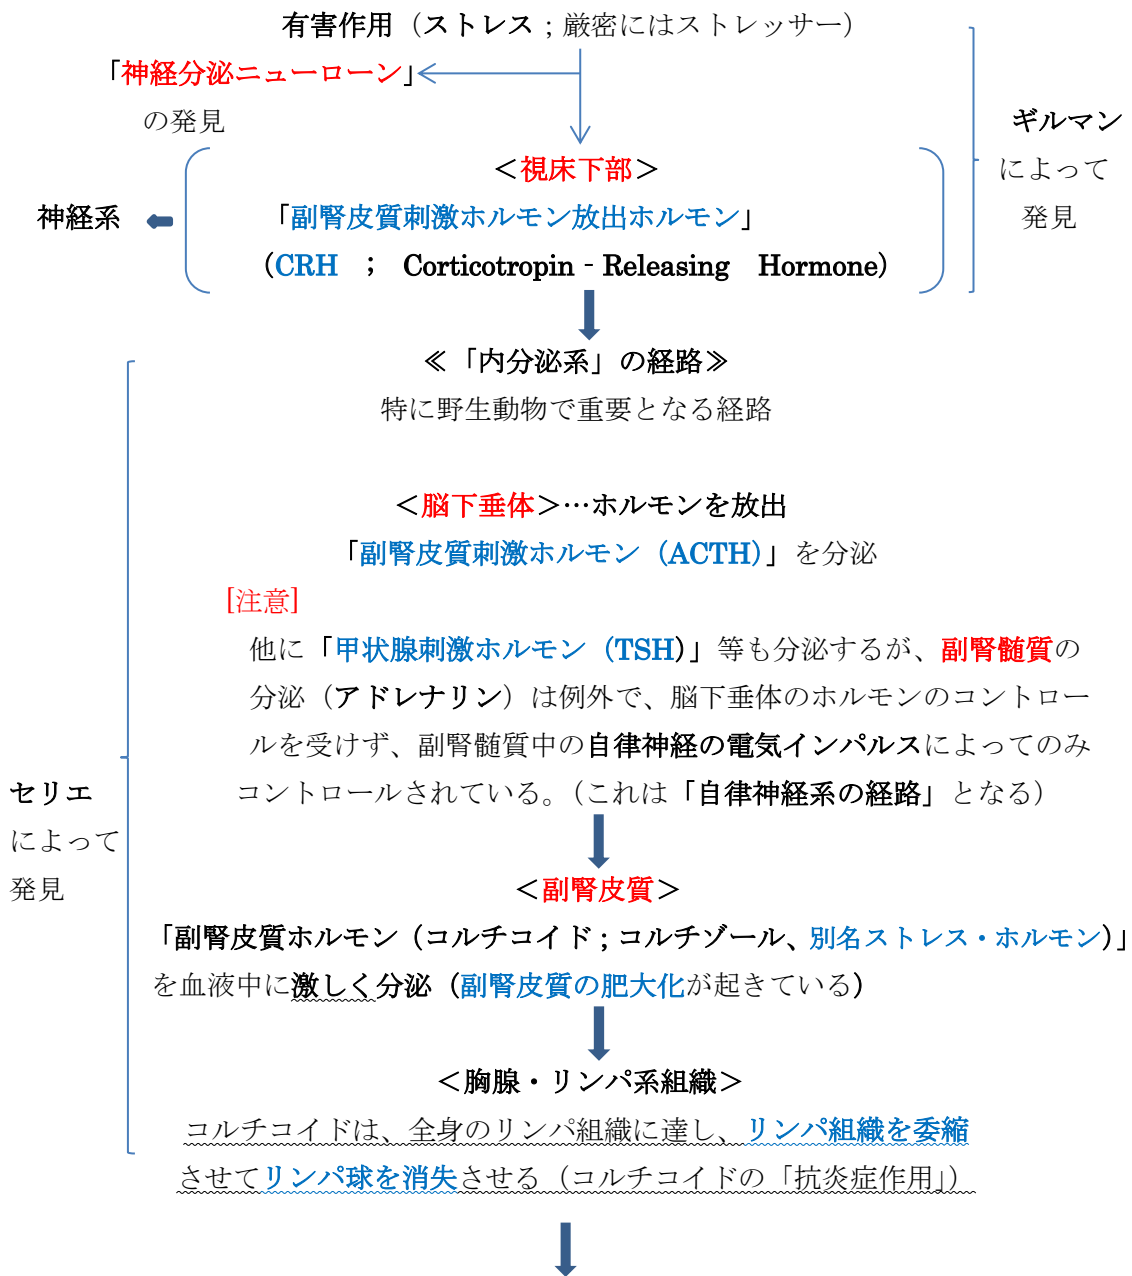 有害作用（ストレス；厳密にはストレッサー）
「神経分泌ニューローン」
の発見
ギルマン
によって
発見
＜視床下部＞
神経系
「副腎皮質刺激ホルモン放出ホルモン」
（CRH ； Corticotropin‐Releasing Hormone）
≪「内分泌系」の経路≫
特に野生動物で重要となる経路
＜脳下垂体＞…ホルモンを放出
「副腎皮質刺激ホルモン（ACTH）」を分泌
[注意]
他に「甲状腺刺激ホルモン（TSH）」等も分泌するが、副腎髄質の
分泌（アドレナリン）は例外で、脳下垂体のホルモンのコントロー
ルを受けず、副腎髄質中の自律神経の電気インパルスによってのみ
コントロールされている。（これは「自律神経系の経路」となる）
セリエ
によって
発見
＜副腎皮質＞
「副腎皮質ホルモン（コルチコイド；コルチゾール、別名ストレス・ホルモン）」
を血液中に激しく分泌（副腎皮質の肥大化が起きている）
＜胸腺・リンパ系組織＞
コルチコイドは、全身のリンパ組織に達し、リンパ組織を委縮
させてリンパ球を消失させる（コルチコイドの「抗炎症作用」）